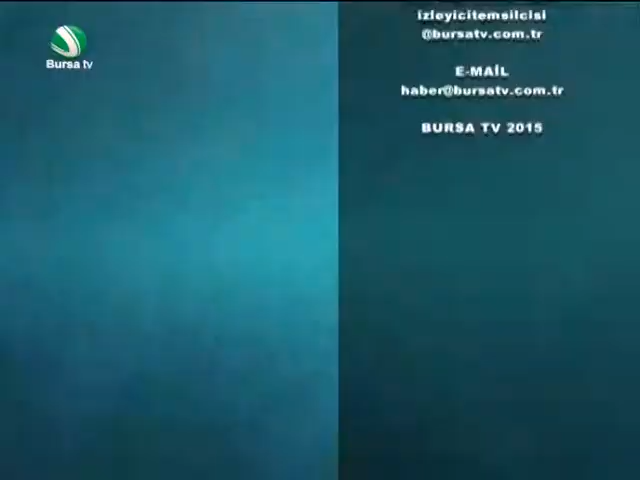 Bursa tv
izleyicitemsilcisi
@bursatv.com.tr
E-MAİL
haber@bursatv.com.tr
BURSA TV 2015